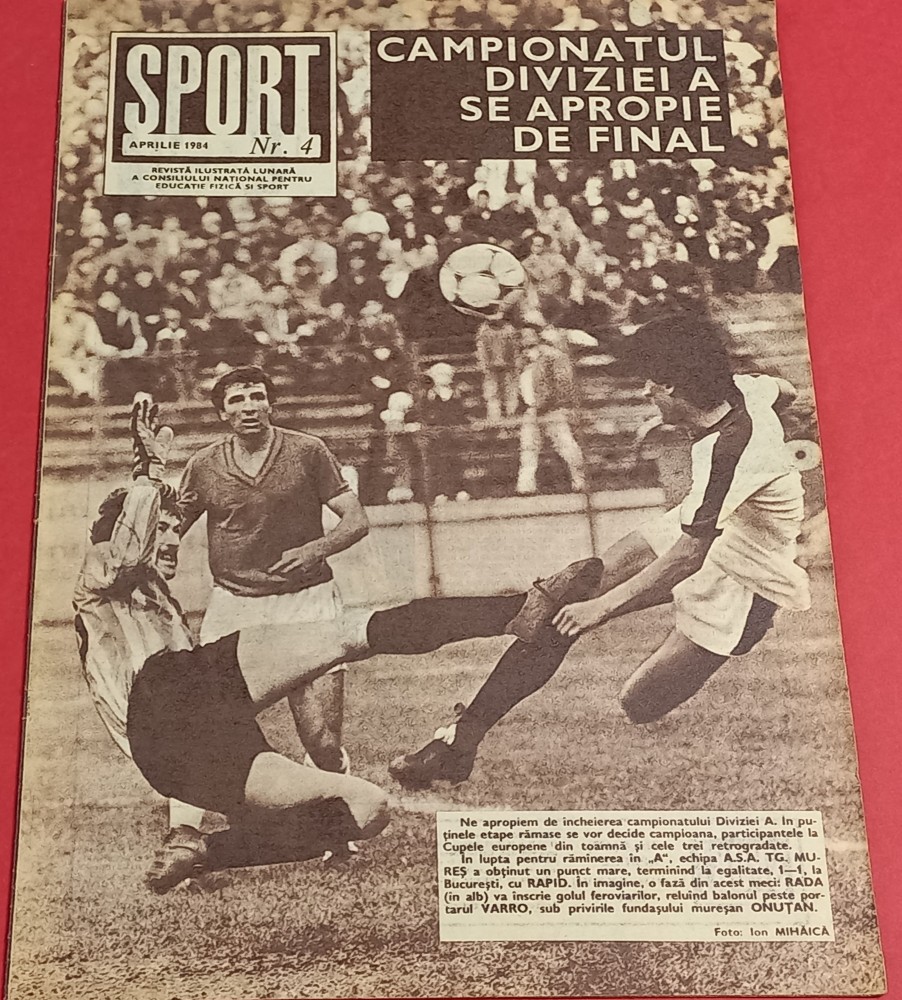 SPORT
APRILIE 1984 Nr. 4
REVISTĂ ILUSTRATĂ LUNARĂ
A CONSILIULUI NAȚIONAL PENTRU
EDUCAȚIE FIZICĂ ȘI SPORT
CAMPIONATUL
DIVIZIEI A
SE APROPIE
DE FINAL
Ne apropiem de încheierea campionatului Diviziei A. În pu-
ținele etape rămase se vor decide campioana, participantele la
Cupele europene din toamnă și cele trei retrogradate.
În lupta pentru rămînerea în „A“, echipa A.S.A. TG. MU-
REȘ a obținut un punct mare, terminînd la egalitate, 1—1, la
București, cu RAPID. În imagine, o fază din acest meci: RADA
(în alb) va înscrie golul feroviarilor, reluînd balonul peste por-
tarul VARRO, sub privirile fundașului mureșan ONUȚAN.
Foto: Ion MIHĂICĂ